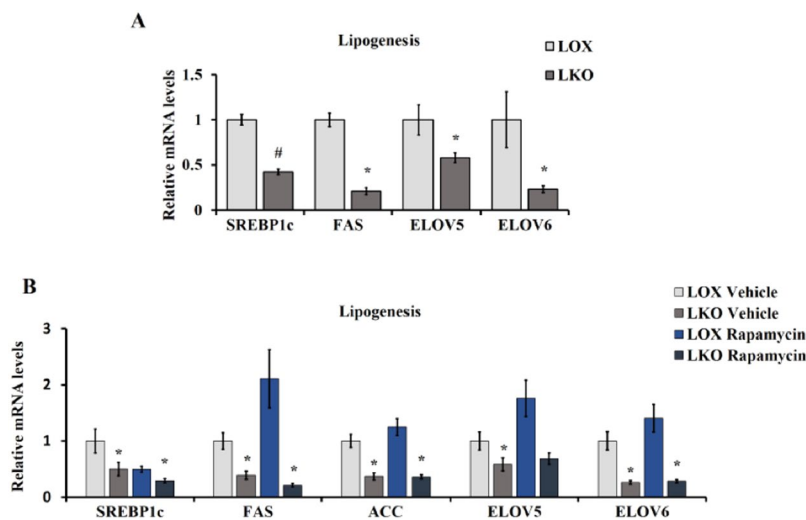 A
Lipogenesis
LOX
LKO
Relative mRNA levels
1.5
1
0.5
0
#
*
*
*
SREBP1c FAS ELOV5 ELOV6
B
Lipogenesis
LOX Vehicle
LKO Vehicle
LOX Rapamycin
LKO Rapamycin
Relative mRNA levels
3
2
1
0
* *
* *
* *
*
* *
SREBP1c FAS ACC ELOV5 ELOV6